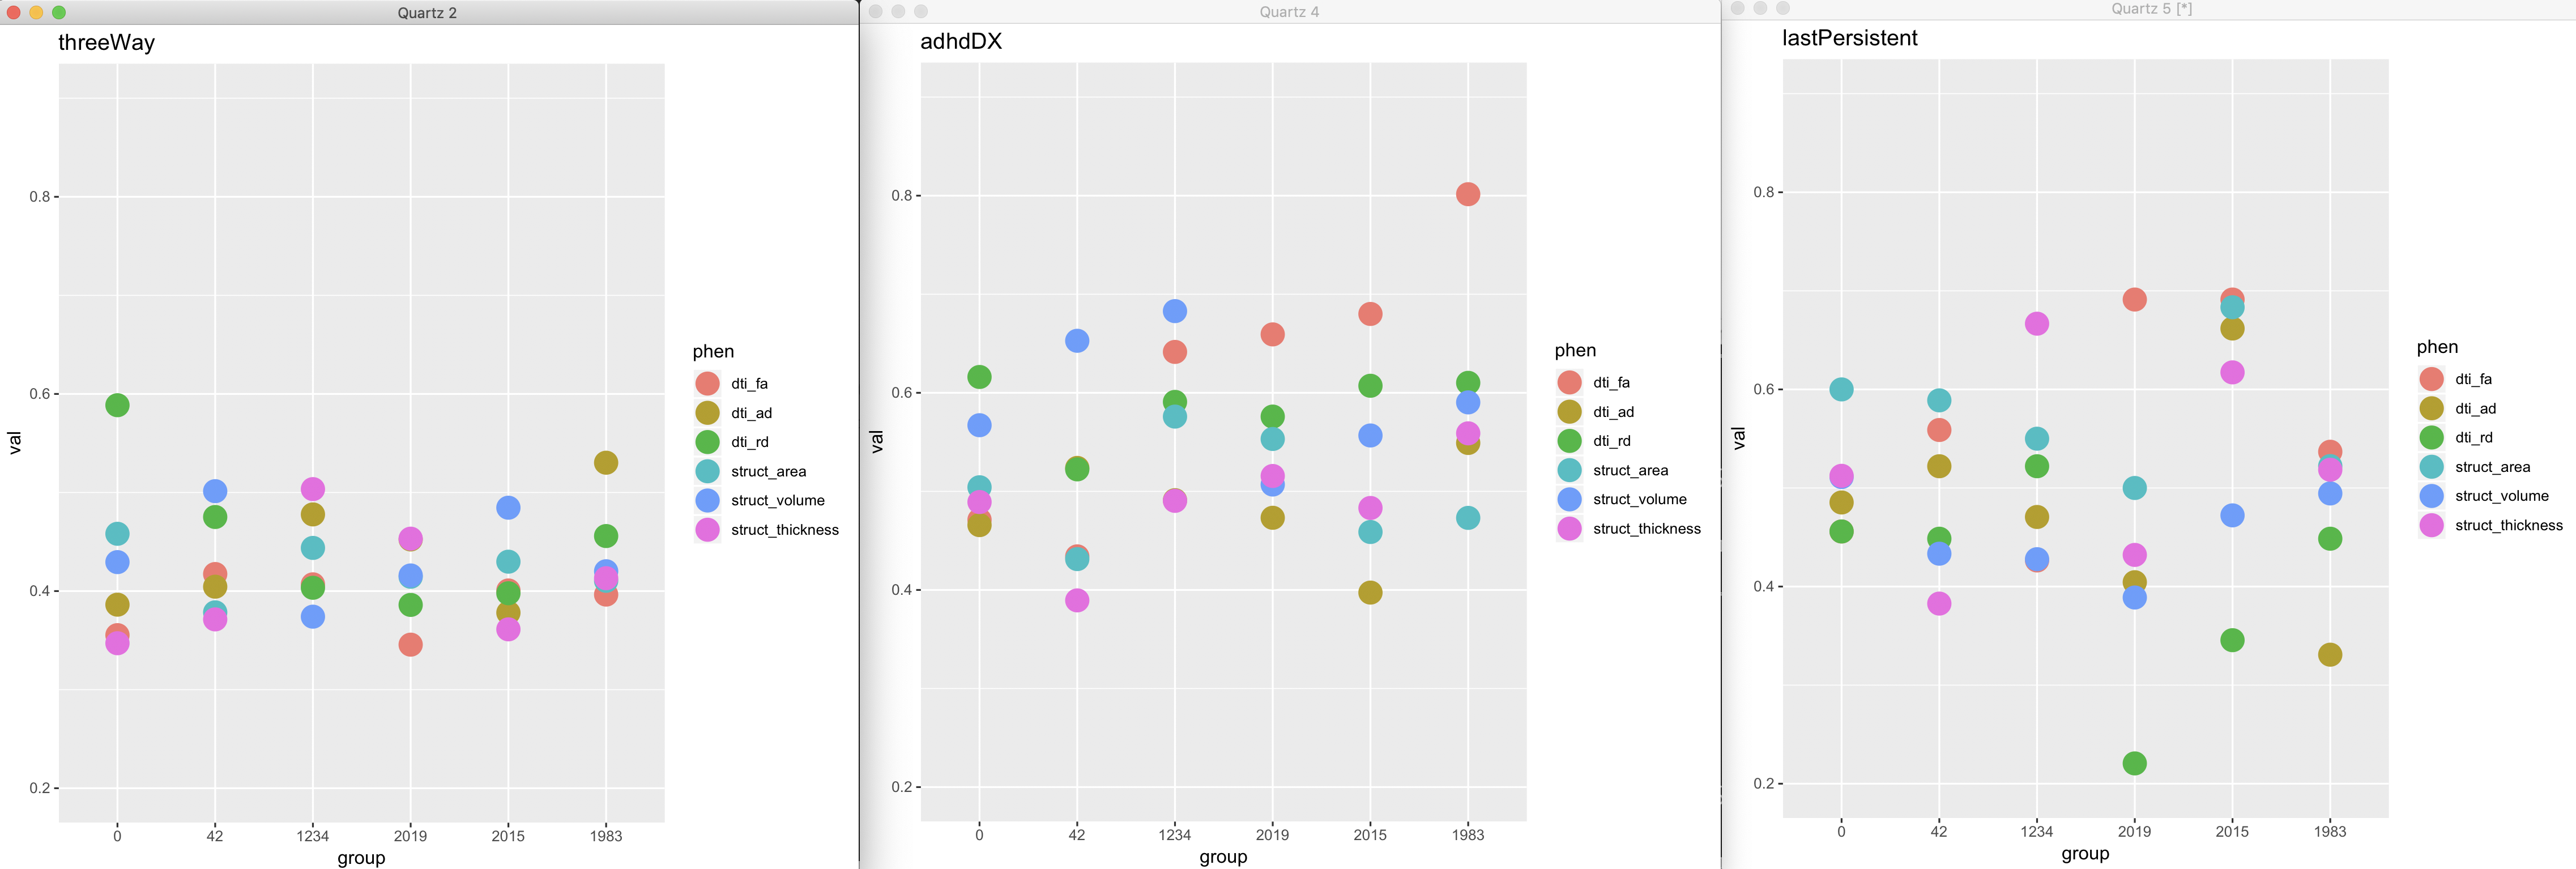 Quartz 2
threeWay
0.8
0.6
0.4
0.2
val
0 42 1234 2019 2015 1983
group
phen
dti_fa
dti_ad
dti_rd
struct_area
struct_volume
struct_thickness
Quartz 4
adhdDX
0.8
0.6
0.4
0.2
val
0 42 1234 2019 2015 1983
group
phen
dti_fa
dti_ad
dti_rd
struct_area
struct_volume
struct_thickness
Quartz 5 [*]
lastPersistent
0.8
0.6
0.4
0.2
val
0 42 1234 2019 2015 1983
group
phen
dti_fa
dti_ad
dti_rd
struct_area
struct_volume
struct_thickness